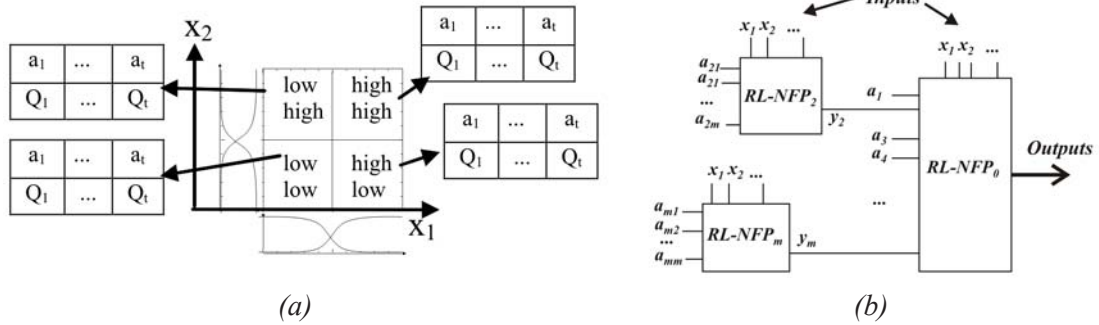 X₂
a₁ ... aₜ
Q₁ ... Qₜ
a₁ ... aₜ
Q₁ ... Qₜ
low high
high high
low high
low low
a₁ ... aₜ
Q₁ ... Qₜ
a₁ ... aₜ
Q₁ ... Qₜ
X₁
(a)
Inputs
x₁ x₂ ...
a₂₁
a₂₁
...
a₂ₘ
RL-NFP₂
y₂
x₁ x₂ ...
aₘ₁
aₘ₂
...
aₘₘ
RL-NFPₘ
yₘ
x₁ x₂ ...
a₁
a₃
a₄
...
RL-NFP₀
Outputs
(b)